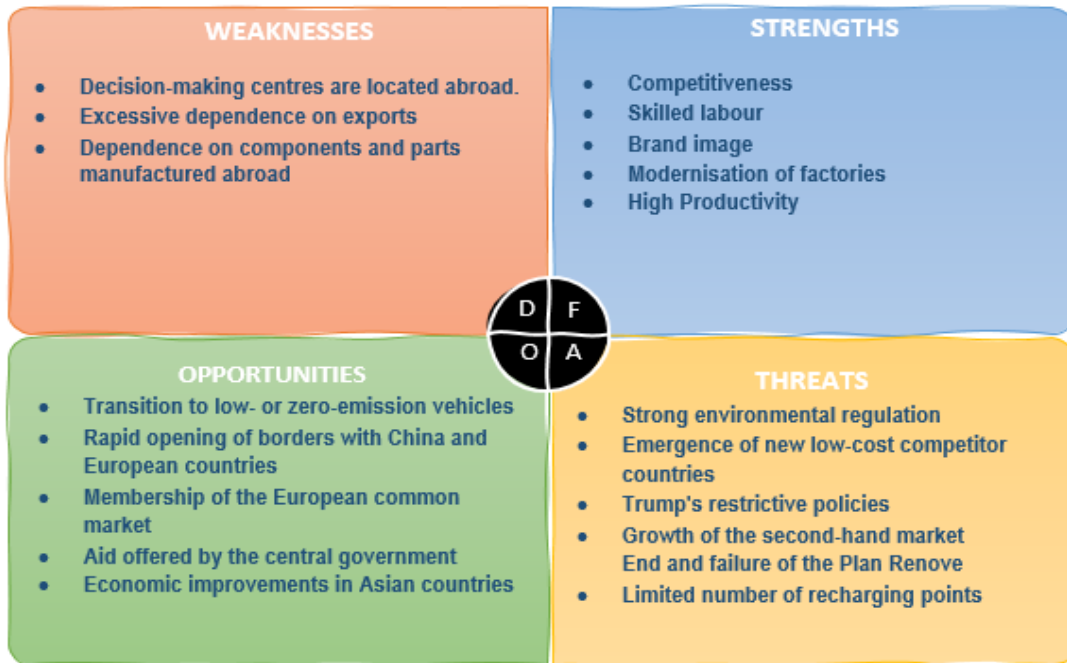 WEAKNESSES
Decision-making centres are located abroad.
Excessive dependence on exports
Dependence on components and parts
manufactured abroad
STRENGTHS
Competitiveness
Skilled labour
Brand image
Modernisation of factories
High Productivity
D F
O A
OPPORTUNITIES
Transition to low- or zero-emission vehicles
Rapid opening of borders with China and
European countries
Membership of the European common
market
Aid offered by the central government
Economic improvements in Asian countries
THREATS
Strong environmental regulation
Emergence of new low-cost competitor
countries
Trump's restrictive policies
Growth of the second-hand market
End and failure of the Plan Renove
Limited number of recharging points